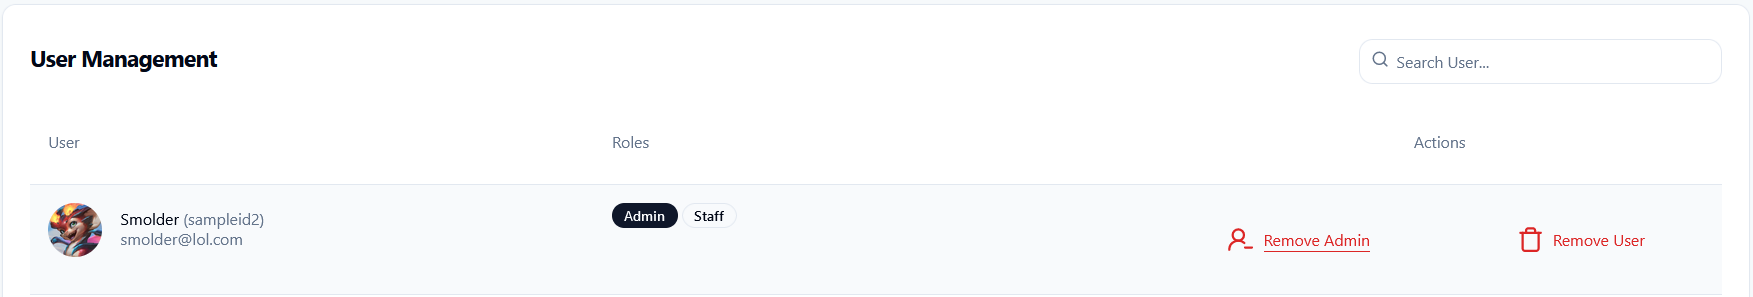 User Management
Search User...
User Roles Actions
Smolder (sampleid2)
smolder@lol.com
Admin Staff
Remove Admin Remove User